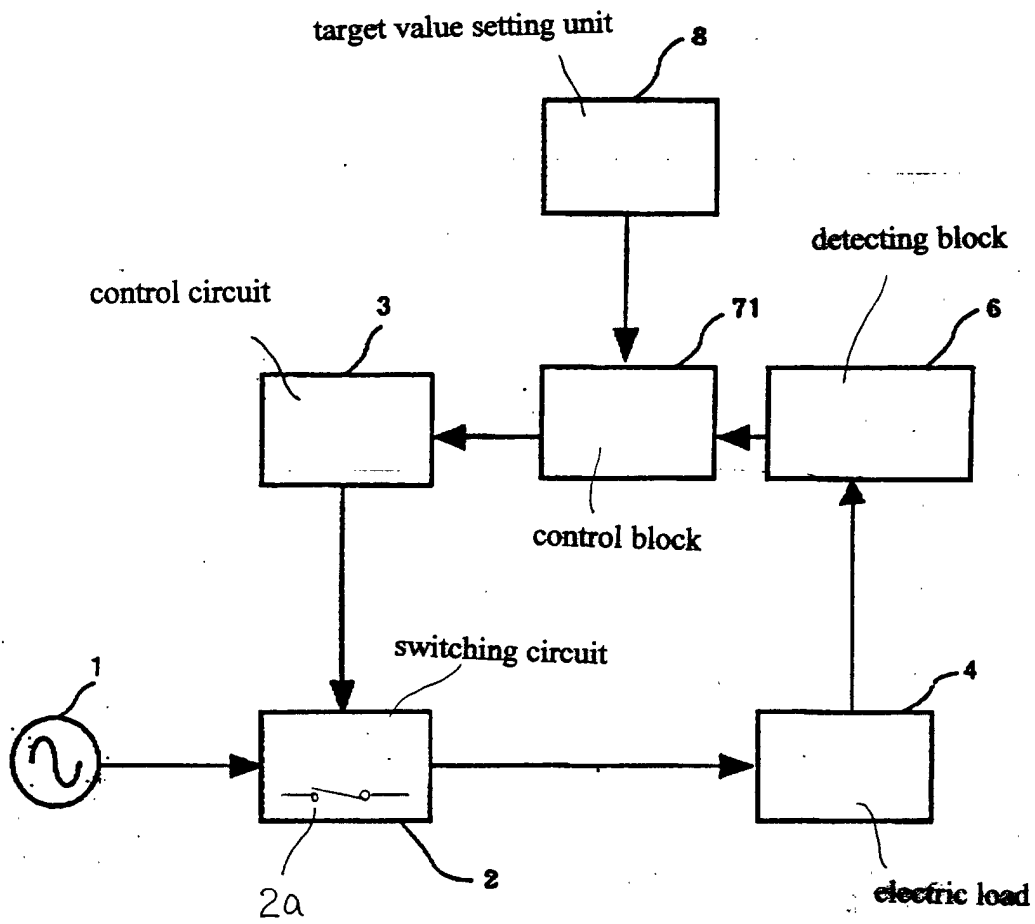 target value setting unit
8
detecting block
control circuit
3
71
6
control block
switching circuit
1
4
2
2a
electric load